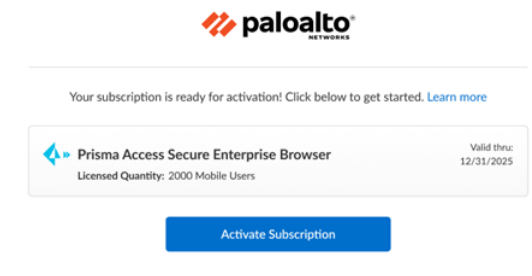 paloalto
NETWORKS
Your subscription is ready for activation! Click below to get started. Learn more
Prisma Access Secure Enterprise Browser
Valid thru:
Licensed Quantity: 2000 Mobile Users
12/31/2025
Activate Subscription